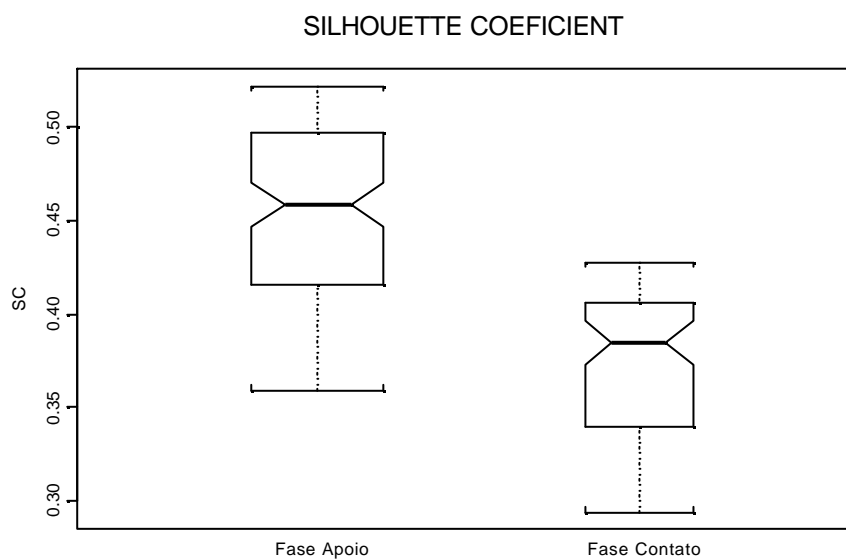 SILHOUETTE COEFICIENT
SC
0.50
0.45
0.40
0.35
0.30
Fase Apoio
Fase Contato